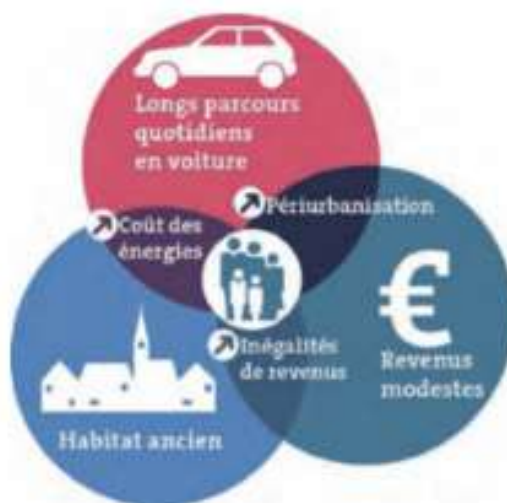 Longs parcours
quotidiens
en voiture
Périurbanisation
Coût des
énergies
€
Inégalités
de revenus
Revenus
modestes
Habitat ancien